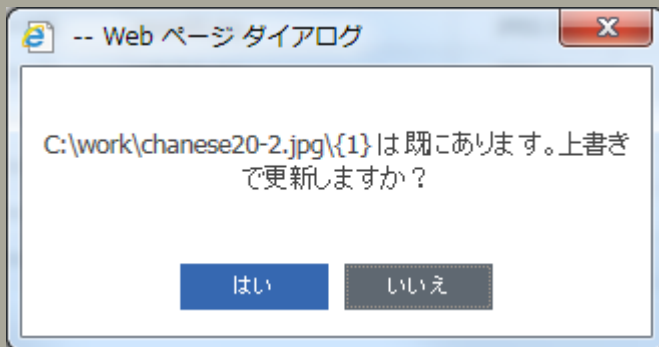 -- Web ページ ダイアログ
C:\work\chanese20-2.jpg\{1} は既にあります。上書き
で更新しますか？
はい
いいえ